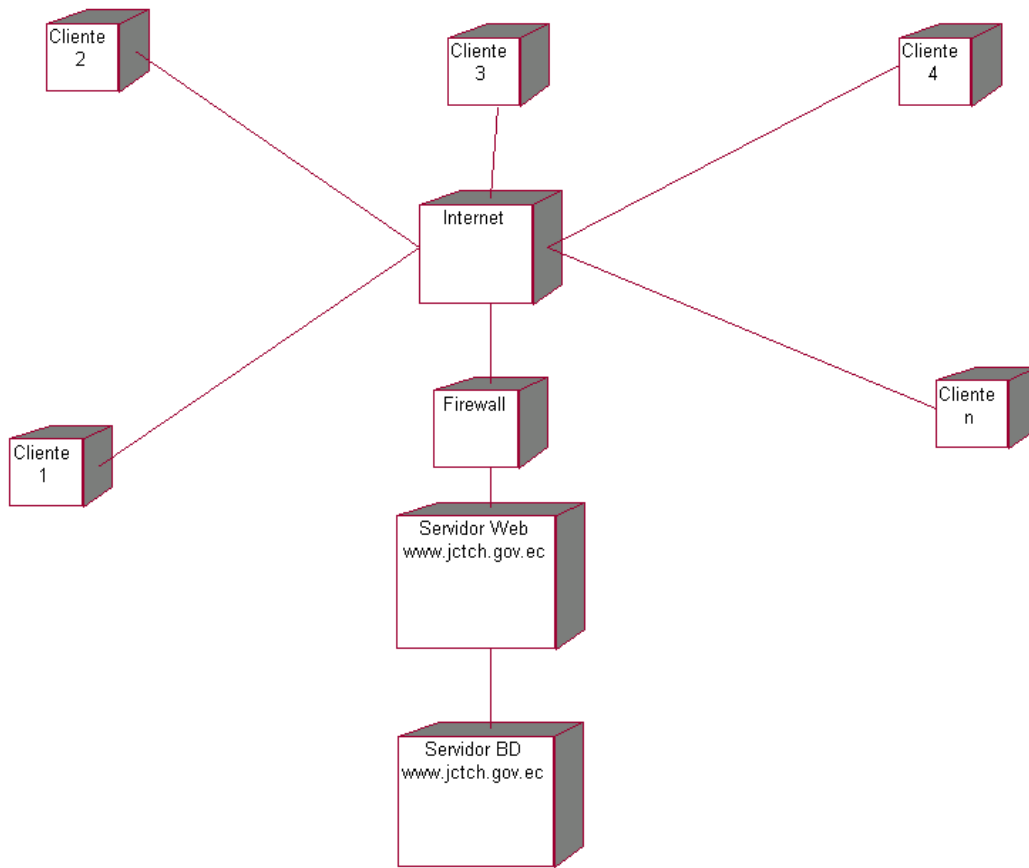 Cliente
2
Cliente
3
Cliente
4
Internet
Firewall
Cliente
n
Cliente
1
Servidor Web
www.jctch.gov.ec
Servidor BD
www.jctch.gov.ec